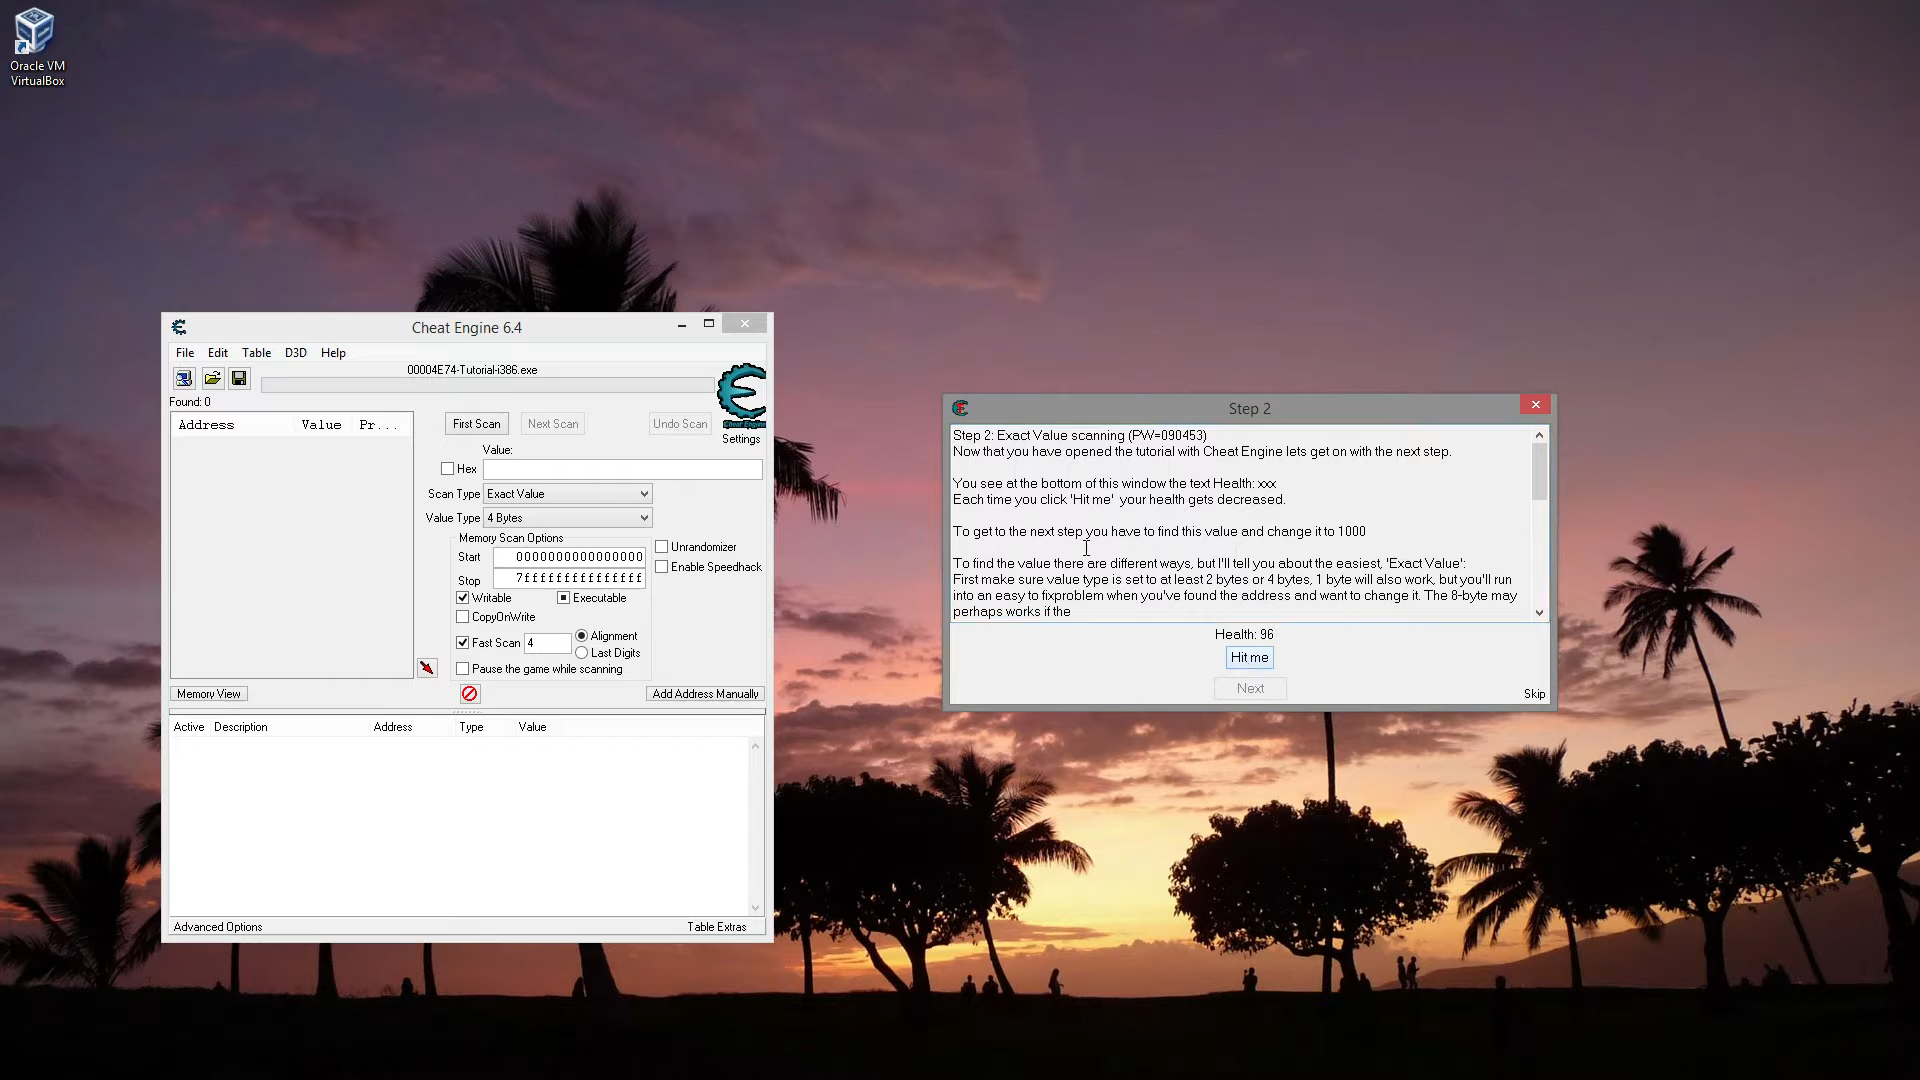 Oracle VM
VirtualBox
Cheat Engine 6.4
File Edit Table D3D Help
00004E74-Tutorial-i386.exe
Found: 0
Address Value Pr...
First Scan Next Scan Undo Scan
Cheat Engine
Settings
Value:
Hex
Scan Type Exact Value
Value Type 4 Bytes
Memory Scan Options
Start 0000000000000000
Stop 7fffffffffffffff
Unrandomizer
Enable Speedhack
Writable Executable
CopyOnWrite
Fast Scan 4 Alignment
Last Digits
Pause the game while scanning
Memory View Add Address Manually
Active Description Address Type Value
Advanced Options Table Extras
Step 2
Step 2: Exact Value scanning (PW=090453)
Now that you have opened the tutorial with Cheat Engine lets get on with the next step.
You see at the bottom of this window the text Health: xxx
Each time you click 'Hit me' your health gets decreased.
To get to the next step you have to find this value and change it to 1000
To find the value there are different ways, but I'll tell you about the easiest, 'Exact Value':
First make sure value type is set to at least 2 bytes or 4 bytes, 1 byte will also work, but you'll run
into an easy to fixproblem when you've found the address and want to change it. The 8-byte may
perhaps works if the
Health: 96
Hit me
Next
Skip